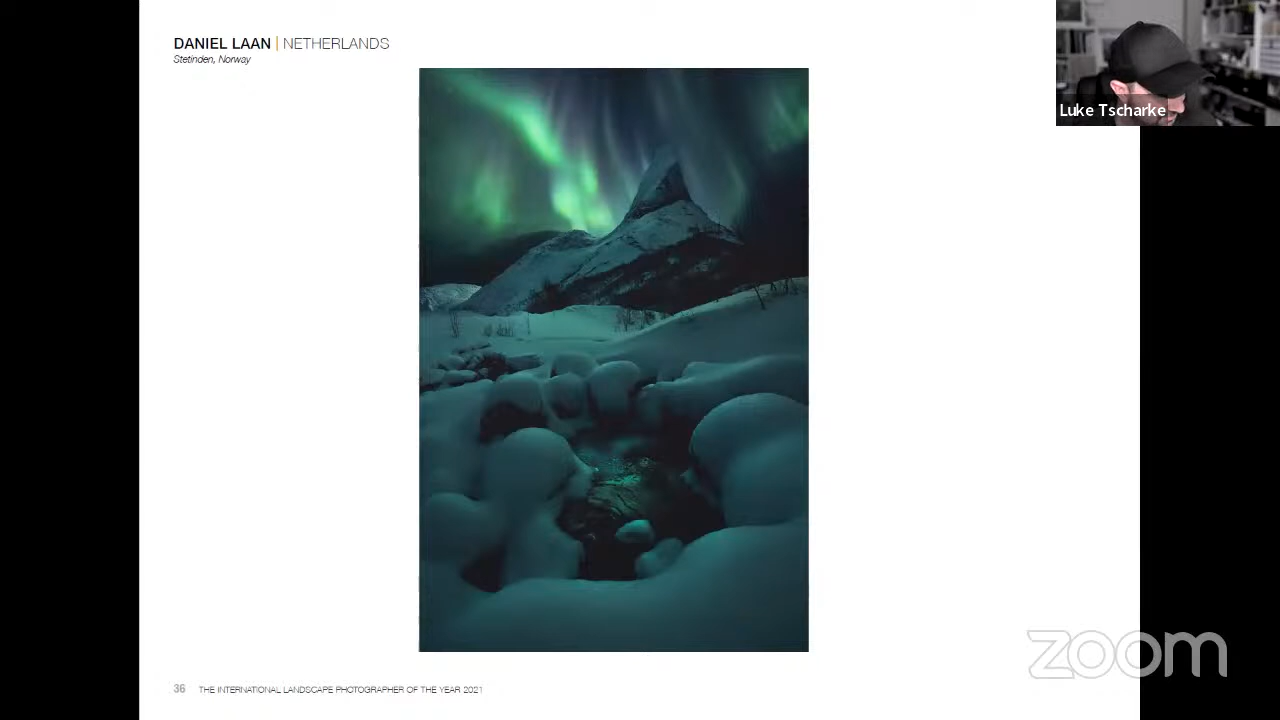 DANIEL LAAN | NETHERLANDS
Stetinden, Norway
Luke Tscharke
zoom
36 THE INTERNATIONAL LANDSCAPE PHOTOGRAPHER OF THE YEAR 2021